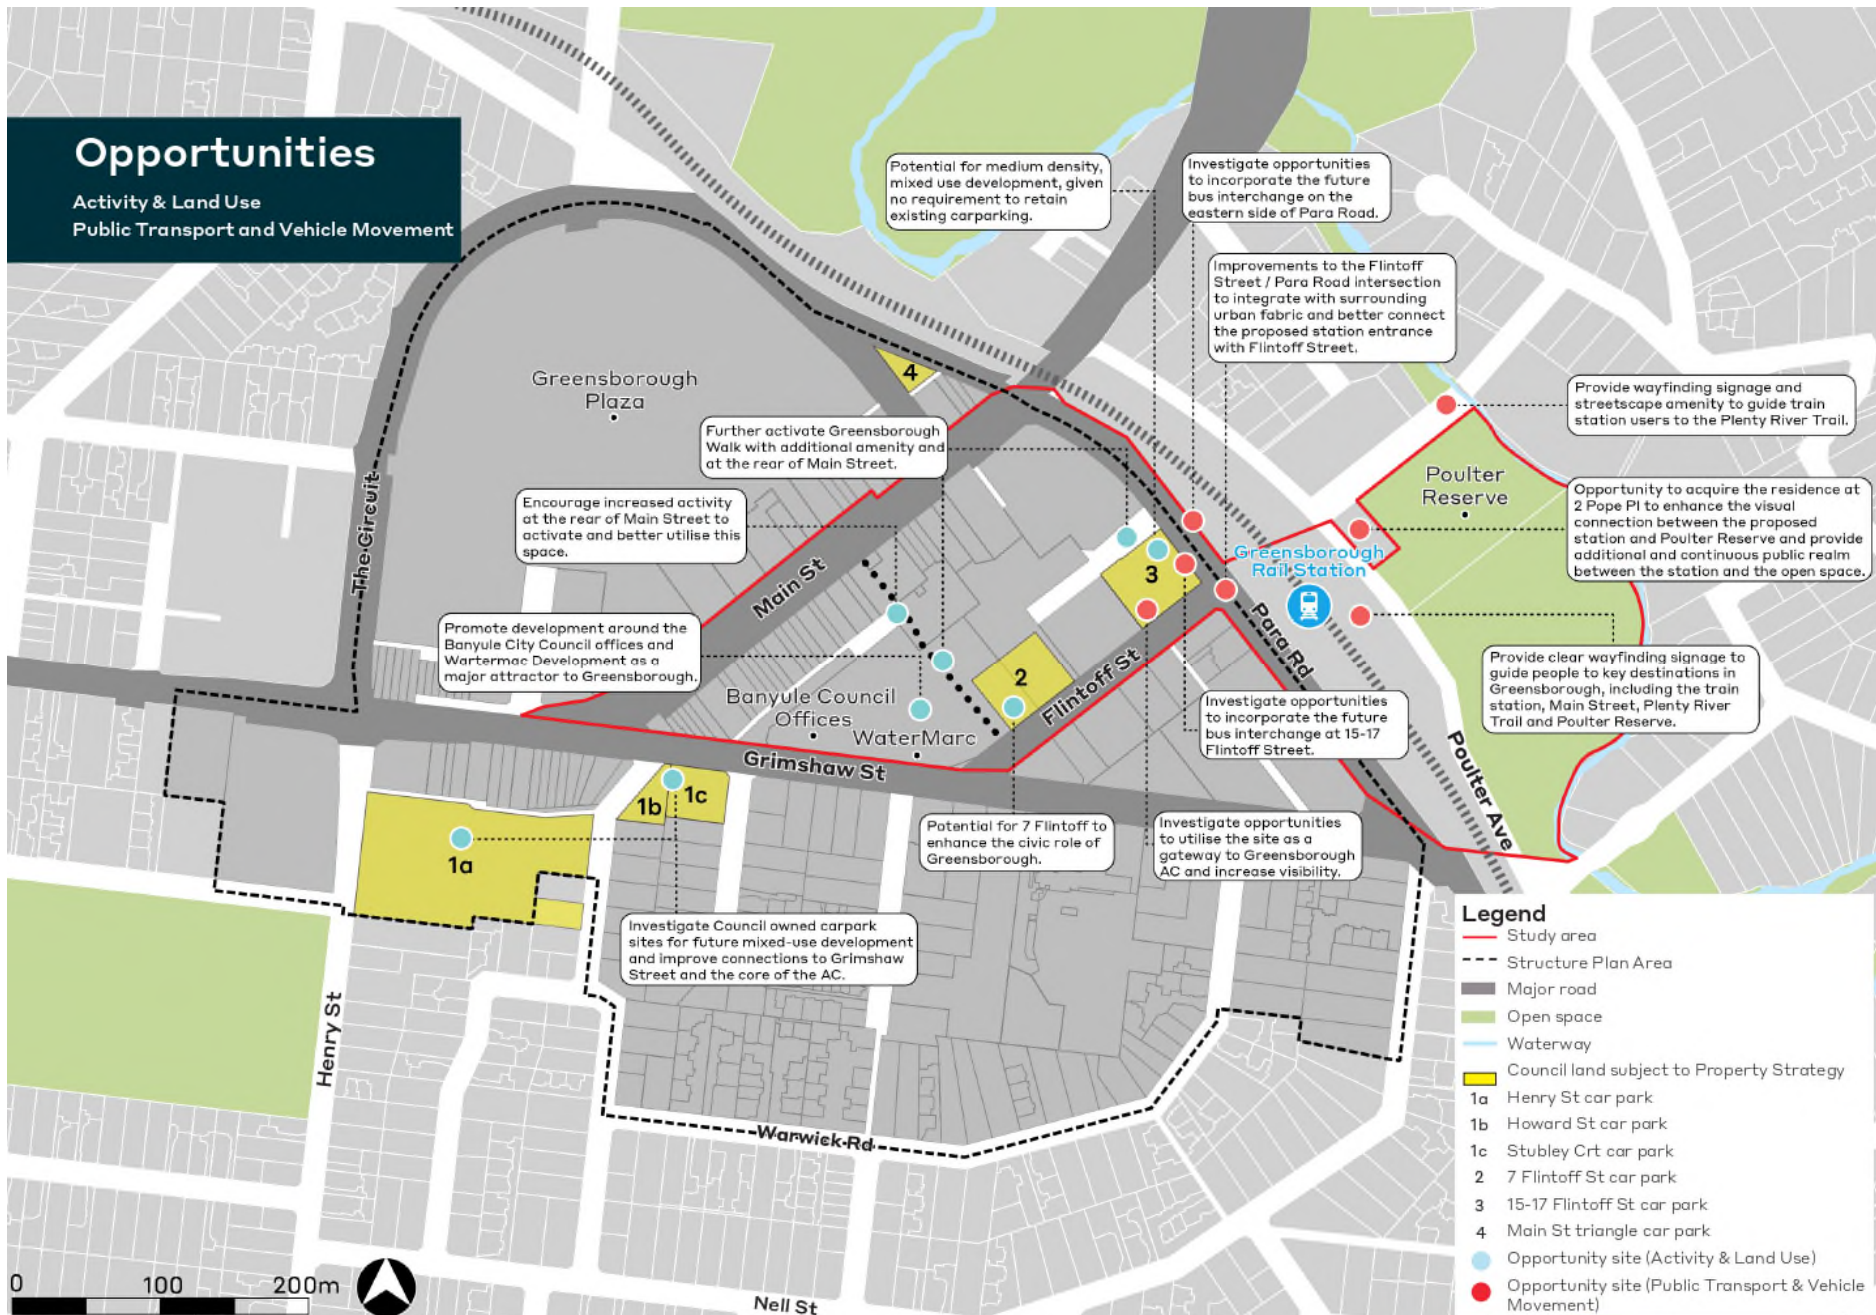 Opportunities
Activity & Land Use
Public Transport and Vehicle Movement
Potential for medium density,
mixed use development, given
no requirement to retain
existing carparking.
Investigate opportunities
to incorporate the future
bus interchange on the
eastern side of Para Road.
Improvements to the Flintoff
Street / Para Road intersection
to integrate with surrounding
urban fabric and better connect
the proposed station entrance
with Flintoff Street.
Greensborough
Plaza
4
Provide wayfinding signage and
streetscape amenity to guide train
station users to the Plenty River Trail.
Further activate Greensborough
Walk with additional amenity and
at the rear of Main Street.
Poulter
Reserve
Opportunity to acquire the residence at
2 Pope Pl to enhance the visual
connection between the proposed
station and Poulter Reserve and provide
additional and continuous public realm
between the station and the open space.
Encourage increased activity
at the rear of Main Street to
activate and better utilise this
space.
The Circuit
Main St
3
Greensborough
Rail Station
Para Rd
Promote development around the
Banyule City Council offices and
Wartermac Development as a
major attractor to Greensborough.
2
Flintoff St
Banyule Council
Offices
WaterMarc
Grimshaw St
Investigate opportunities
to incorporate the future
bus interchange at 15-17
Flintoff Street.
Provide clear wayfinding signage to
guide people to key destinations in
Greensborough, including the train
station, Main Street, Plenty River
Trail and Poulter Reserve.
Poulter Ave
1b
1c
1a
Potential for 7 Flintoff to
enhance the civic role of
Greensborough.
Investigate opportunities
to utilise the site as a
gateway to Greensborough
AC and increase visibility.
Investigate Council owned carpark
sites for future mixed-use development
and improve connections to Grimshaw
Street and the core of the AC.
Henry St
Warwick Rd
Nell St
0 100 200m
Legend
Study area
Structure Plan Area
Major road
Open space
Waterway
Council land subject to Property Strategy
1a Henry St car park
1b Howard St car park
1c Stubley Crt car park
2 7 Flintoff St car park
3 15-17 Flintoff St car park
4 Main St triangle car park
Opportunity site (Activity & Land Use)
Opportunity site (Public Transport & Vehicle
Movement)